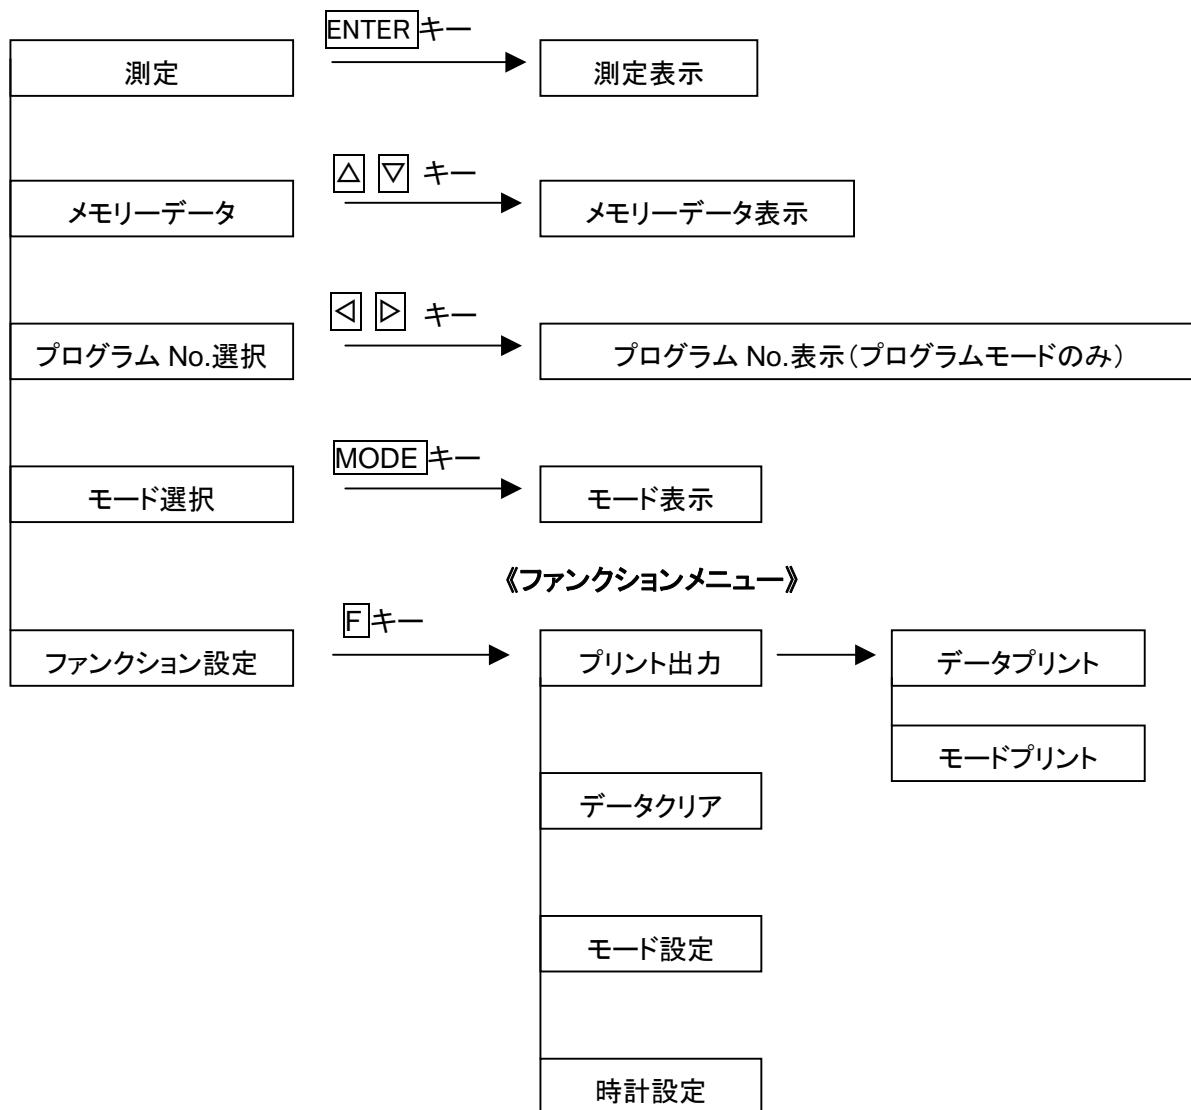 ENTER キー
測定
測定表示
△ ▽ キー
メモリーデータ
メモリーデータ表示
◁ ▷ キー
プログラム No.選択
プログラム No.表示(プログラムモードのみ)
MODE キー
モード選択
モード表示
《ファンクションメニュー》
F キー
ファンクション設定
プリント出力
データプリント
モードプリント
データクリア
モード設定
時計設定